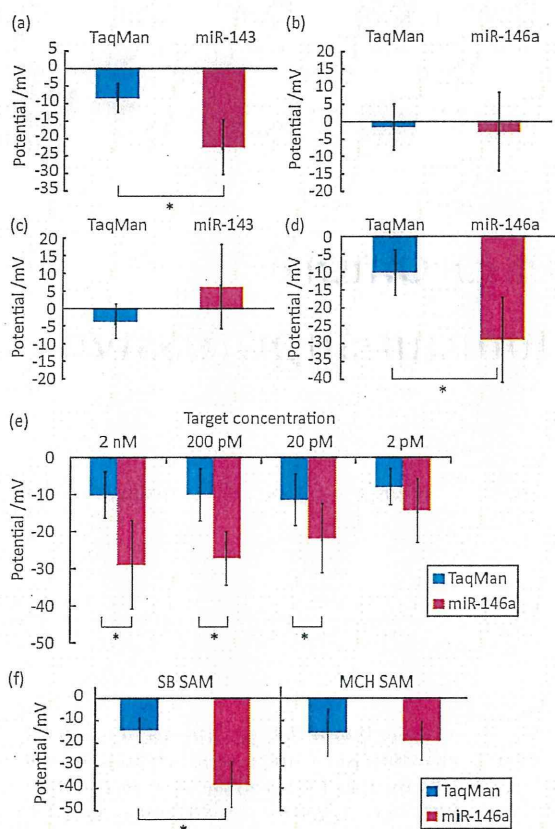 (a)
TaqMan miR-143
0
-5
-10
-15
-20
-25
30
35
Potential /mV
*
(b)
TaqMan miR-146a
20
15
10
5
0
-5
-10
15
20
Potential /mV
(c)
TaqMan miR-143
20
15
10
5
0
-5
10
15
20
Potential /mV
(d)
TaqMan miR-146a
0
-5
-10
-15
-20
-25
-30
-35
-40
Potential /mV
*
(e)
Target concentration
2 nM 200 pM 20 pM 2 pM
0
-10
-20
-30
-40
-50
Potential /mV
* * *
TaqMan
miR-146a
(f)
SB SAM MCH SAM
0
-10
-20
-30
-40
-50
Potential /mV
*
TaqMan
miR-146a